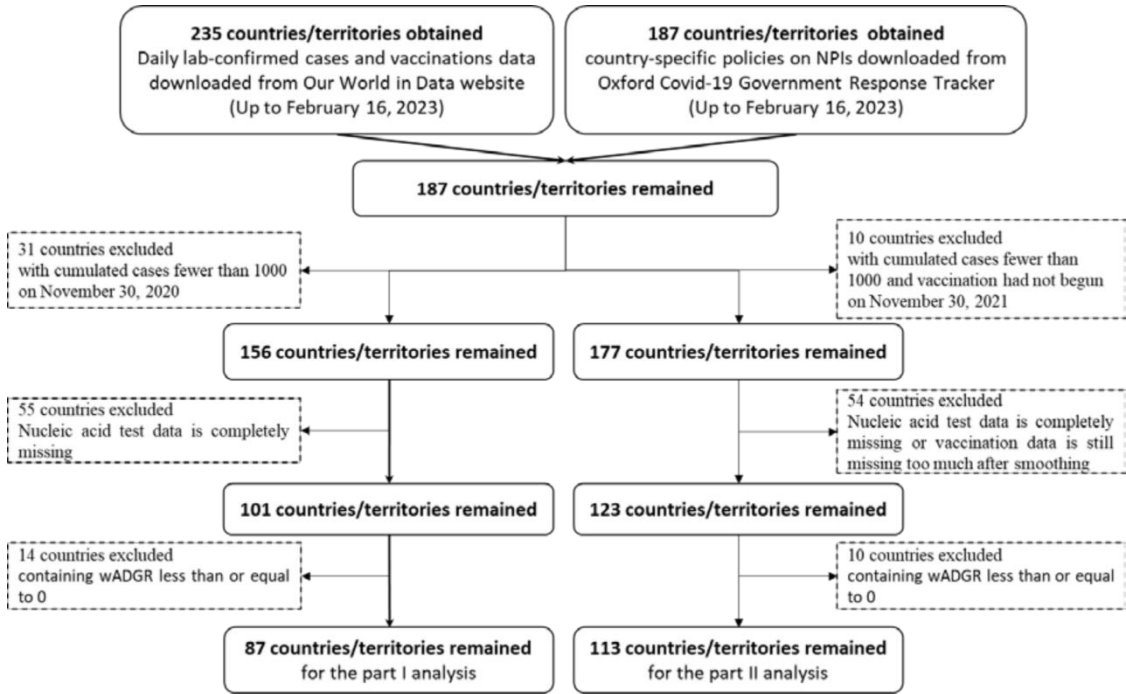 235 countries/territories obtained
Daily lab-confirmed cases and vaccinations data
downloaded from Our World in Data website
(Up to February 16, 2023)
187 countries/territories obtained
country-specific policies on NPIs downloaded from
Oxford Covid-19 Government Response Tracker
(Up to February 16, 2023)
187 countries/territories remained
31 countries excluded
with cumulated cases fewer than 1000
on November 30, 2020
10 countries excluded
with cumulated cases fewer than
1000 and vaccination had not begun
on November 30, 2021
156 countries/territories remained
177 countries/territories remained
55 countries excluded
Nucleic acid test data is completely
missing
54 countries excluded
Nucleic acid test data is completely
missing or vaccination data is still
missing too much after smoothing
101 countries/territories remained
123 countries/territories remained
14 countries excluded
containing wADGR less than or equal
to 0
10 countries excluded
containing wADGR less than or equal
to 0
87 countries/territories remained
for the part I analysis
113 countries/territories remained
for the part II analysis